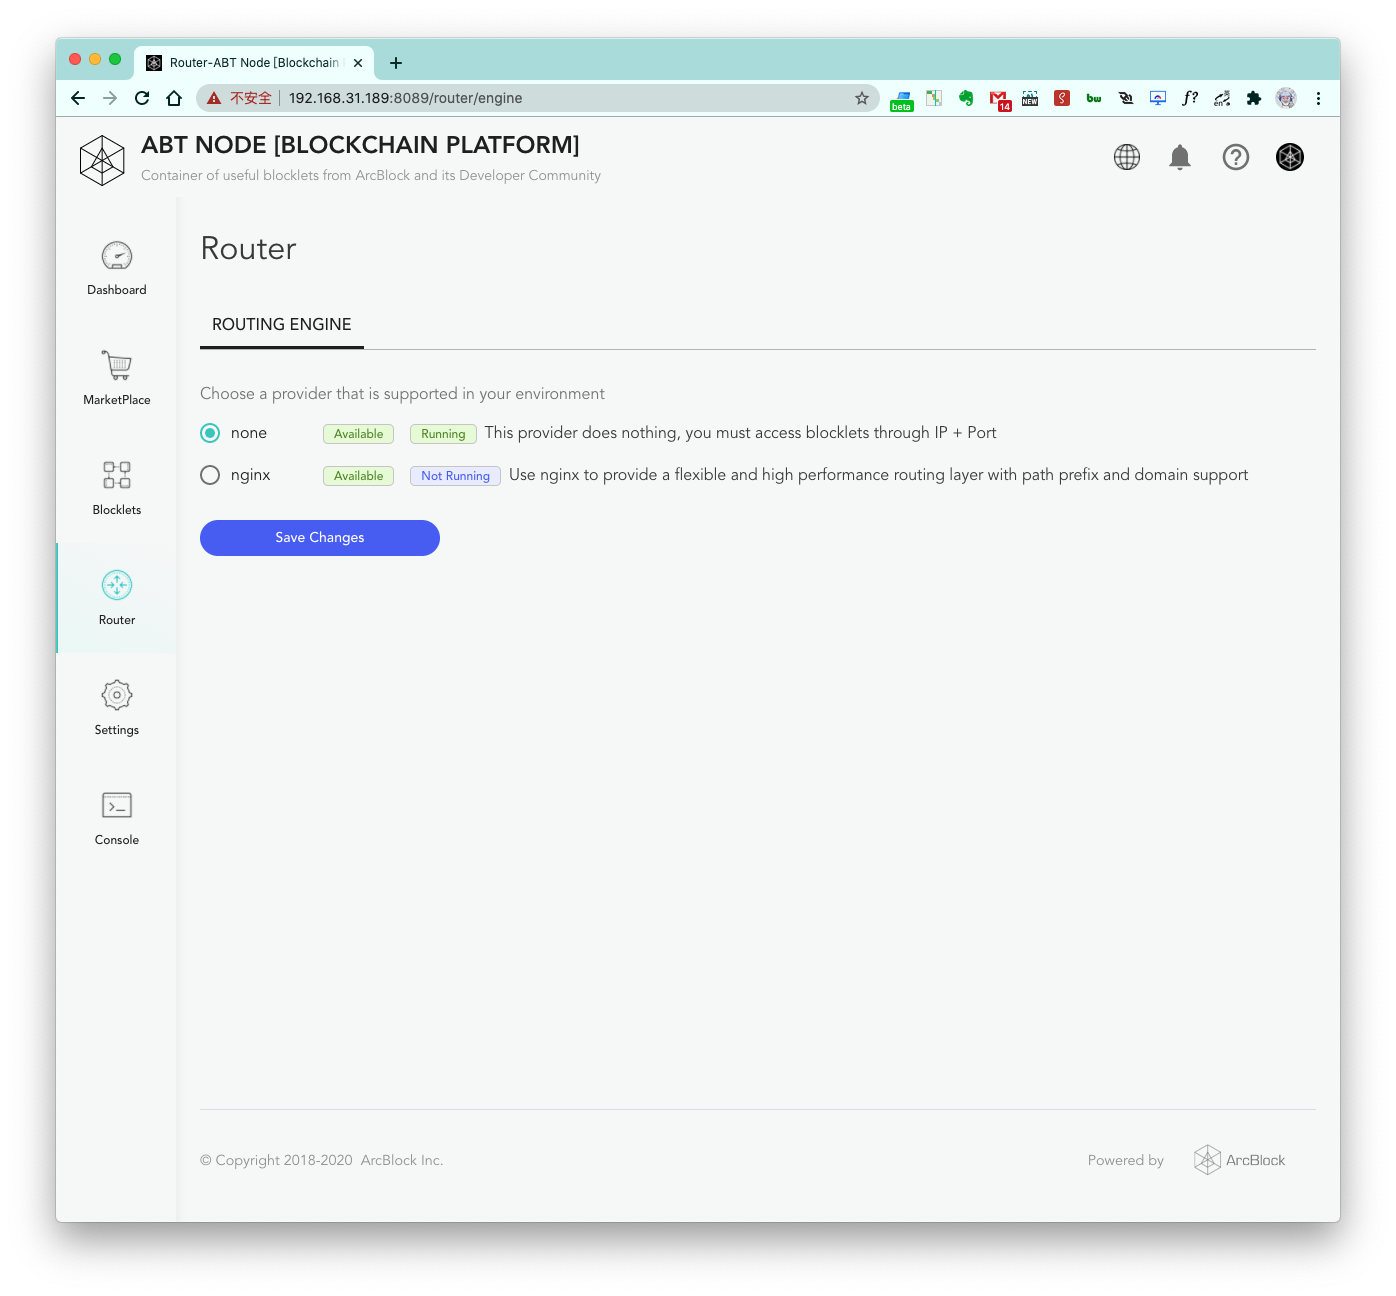 Router-ABT Node [Blockchain
不安全 192.168.31.189:8089/router/engine
beta
14
NEW
bw
f?
en
ABT NODE [BLOCKCHAIN PLATFORM]
Container of useful blocklets from ArcBlock and its Developer Community
Dashboard
MarketPlace
Blocklets
Router
Settings
Console
Router
ROUTING ENGINE
Choose a provider that is supported in your environment
none Available Running This provider does nothing, you must access blocklets through IP + Port
nginx Available Not Running Use nginx to provide a flexible and high performance routing layer with path prefix and domain support
Save Changes
© Copyright 2018-2020 ArcBlock Inc.
Powered by ArcBlock